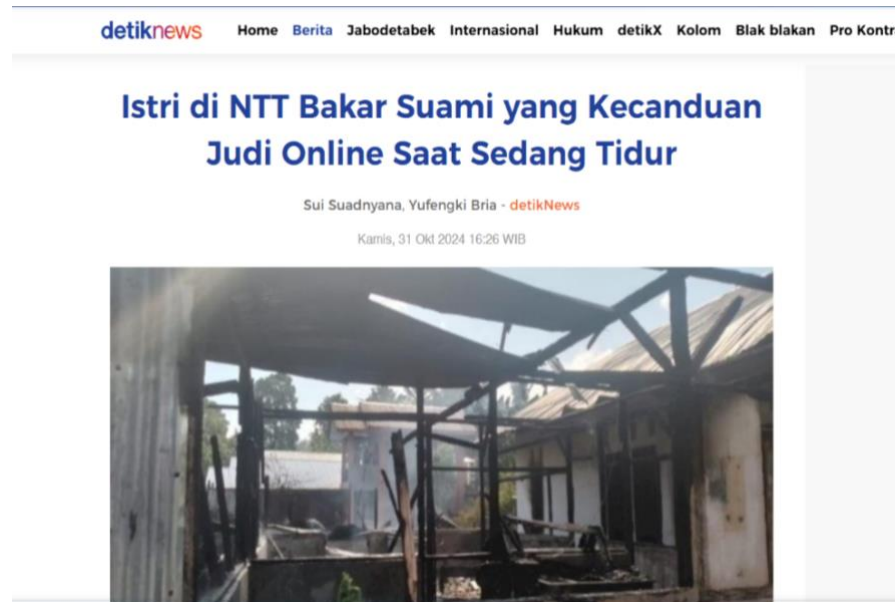 detiknews Home Berita Jabodetabek Internasional Hukum detikX Kolom Blak blakan Pro Kontr
Istri di NTT Bakar Suami yang Kecanduan
Judi Online Saat Sedang Tidur
Sui Suadnyana, Yufengki Bria - detikNews
Kamis, 31 Okt 2024 16:26 WIB